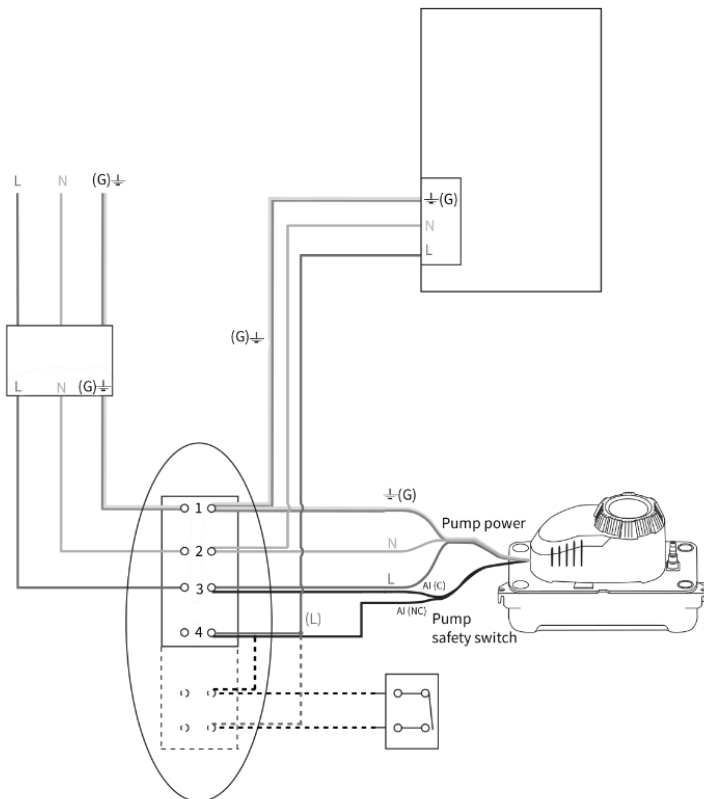 L N (G)⏚
⏚(G)
N
L
(G)⏚
L N (G)⏚
1
⏚(G)
Pump power
2
N
3
L
AI (C)
AI (NC)
(L)
Pump
safety switch
4